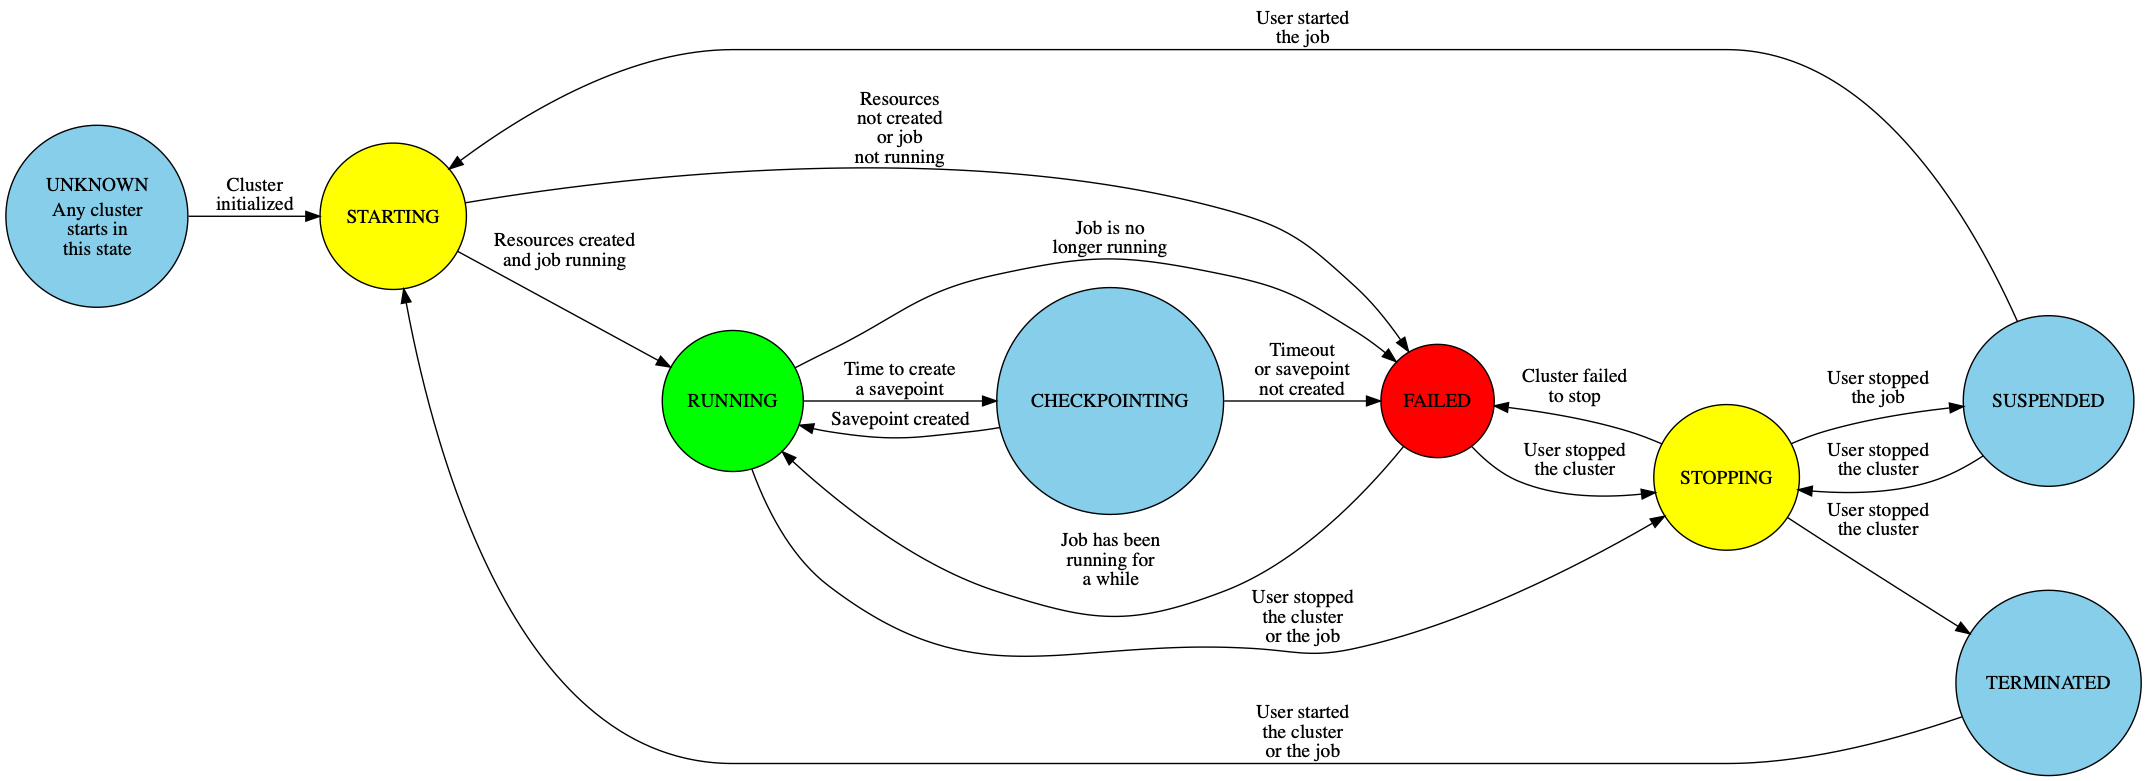 User started
the job
Resources
not created
or job
not running
UNKNOWN
Any cluster
starts in
this state
Cluster
initialized
STARTING
Resources created
and job running
Job is no
longer running
RUNNING
Time to create
a savepoint
Savepoint created
CHECKPOINTING
Timeout
or savepoint
not created
FAILED
Cluster failed
to stop
User stopped
the cluster
STOPPING
User stopped
the job
User stopped
the cluster
User stopped
the cluster
SUSPENDED
Job has been
running for
a while
User stopped
the cluster
or the job
TERMINATED
User started
the cluster
or the job